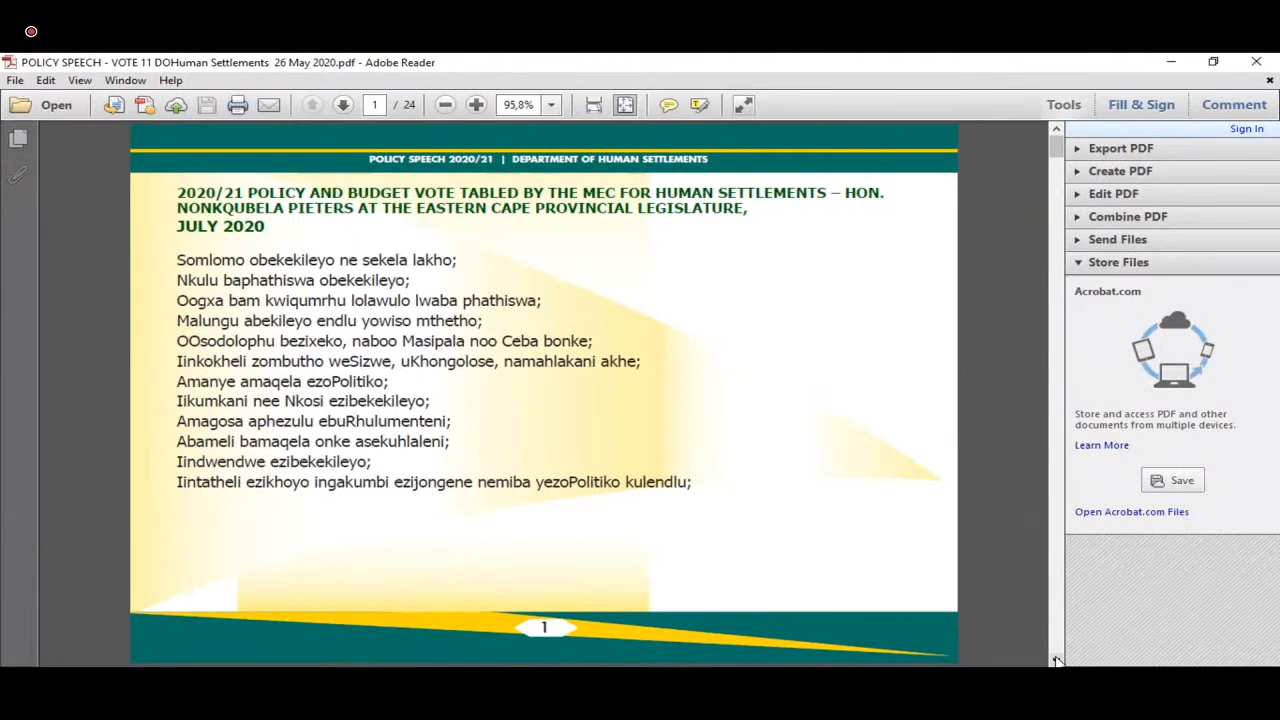 POLICY SPEECH - VOTE 11 DOHuman Settlements 26 May 2020.pdf - Adobe Reader
File Edit View Window Help
Open 1 / 24 95,8% Tools Fill & Sign Comment
Sign In
POLICY SPEECH 2020/21 | DEPARTMENT OF HUMAN SETTLEMENTS
2020/21 POLICY AND BUDGET VOTE TABLED BY THE MEC FOR HUMAN SETTLEMENTS – HON.
NONKQUBELA PIETERS AT THE EASTERN CAPE PROVINCIAL LEGISLATURE,
JULY 2020
Somlomo obekekileyo ne sekela lakho;
Nkulu baphathiswa obekekileyo;
Oogxa bam kwiqumrhu lolawulo lwaba phathiswa;
Malungu abekileyo endlu yowiso mthetho;
OOsodolophu bezixeko, naboo Masipala noo Ceba bonke;
Iinkokheli zombutho weSizwe, uKhongolose, namahlakani akhe;
Amanye amaqela ezoPolitiko;
Iikumkani nee Nkosi ezibekekileyo;
Amagosa aphezulu ebuRhulumenteni;
Abameli bamaqela onke asekuhlaleni;
Iindwendwe ezibekekileyo;
Iintatheli ezikhoyo ingakumbi ezijongene nemiba yezoPolitiko kulendlu;
1
Export PDF
Create PDF
Edit PDF
Combine PDF
Send Files
Store Files
Acrobat.com
Store and access PDF and other
documents from multiple devices.
Learn More
Save
Open Acrobat.com Files